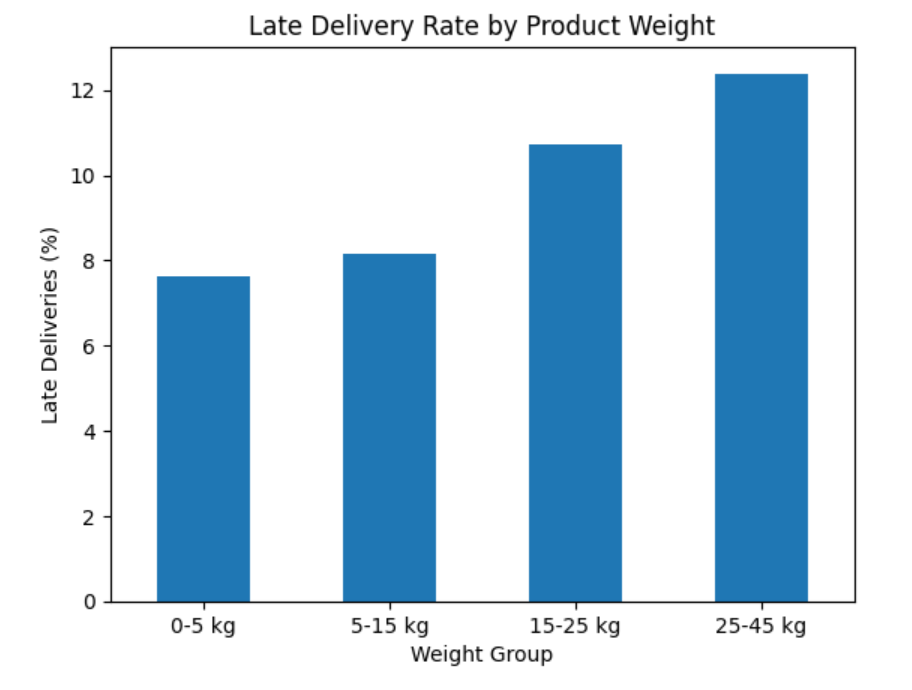 Late Delivery Rate by Product Weight
12
10
8
6
4
2
0
Late Deliveries (%)
0-5 kg 5-15 kg 15-25 kg 25-45 kg
Weight Group